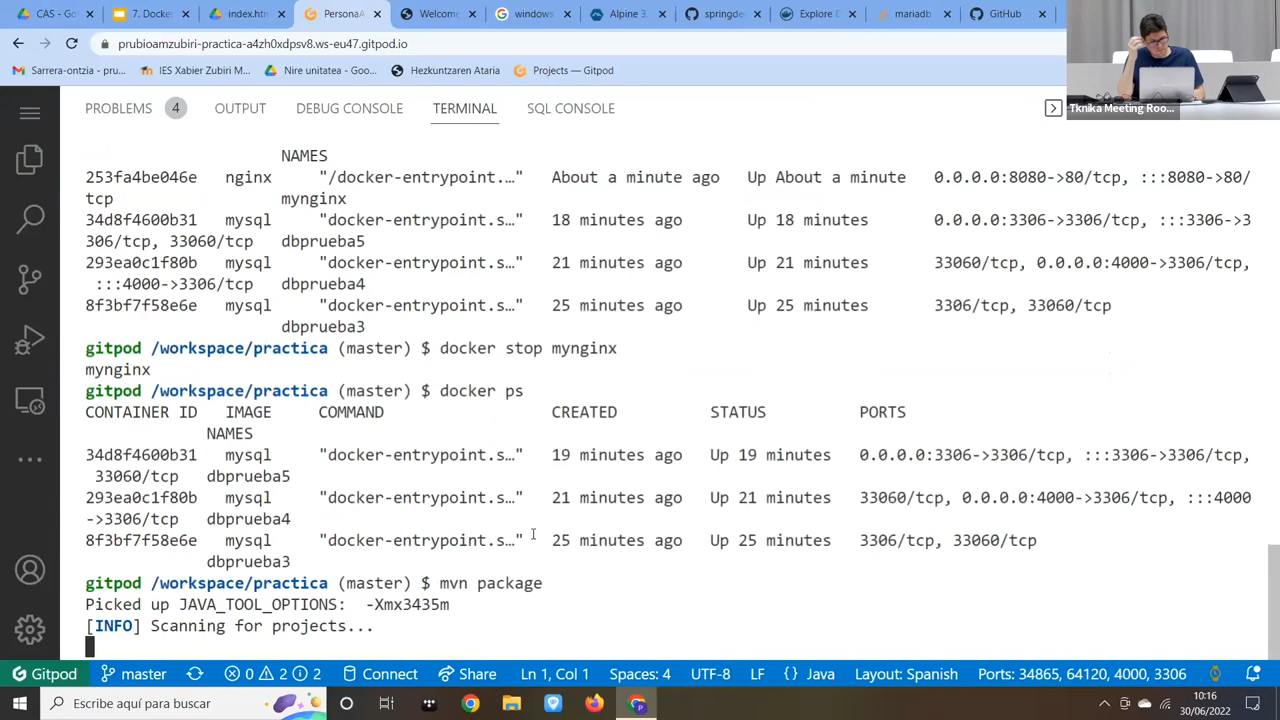 CAS - G
7. Dock
index.ht
PersonaA
Welcome
windows
Alpine 3.
springde
Explore D
mariadb
GitHub
prubioamzubiri-practica-a4zh0xdpsv8.ws-eu47.gitpod.io
Sarrera-ontzia - pru...
IES Xabier Zubiri M...
Nire unitatea - Goo...
Hezkuntzaren Ataria
Projects — Gitpod
Tknika Meeting Roo...
PROBLEMS 4 OUTPUT DEBUG CONSOLE TERMINAL SQL CONSOLE
NAMES
253fa4be046e nginx "/docker-entrypoint.…" About a minute ago Up About a minute 0.0.0.0:8080->80/tcp, :::8080->80/
tcp mynginx
34d8f4600b31 mysql "docker-entrypoint.s…" 18 minutes ago Up 18 minutes 0.0.0.0:3306->3306/tcp, :::3306->3
306/tcp, 33060/tcp dbprueba5
293ea0c1f80b mysql "docker-entrypoint.s…" 21 minutes ago Up 21 minutes 33060/tcp, 0.0.0.0:4000->3306/tcp,
:::4000->3306/tcp dbprueba4
8f3bf7f58e6e mysql "docker-entrypoint.s…" 25 minutes ago Up 25 minutes 3306/tcp, 33060/tcp
dbprueba3
gitpod /workspace/practica (master) $ docker stop mynginx
mynginx
gitpod /workspace/practica (master) $ docker ps
CONTAINER ID IMAGE COMMAND CREATED STATUS PORTS
NAMES
34d8f4600b31 mysql "docker-entrypoint.s…" 19 minutes ago Up 19 minutes 0.0.0.0:3306->3306/tcp, :::3306->3306/tcp,
33060/tcp dbprueba5
293ea0c1f80b mysql "docker-entrypoint.s…" 21 minutes ago Up 21 minutes 33060/tcp, 0.0.0.0:4000->3306/tcp, :::4000
->3306/tcp dbprueba4
8f3bf7f58e6e mysql "docker-entrypoint.s…" 25 minutes ago Up 25 minutes 3306/tcp, 33060/tcp
dbprueba3
gitpod /workspace/practica (master) $ mvn package
Picked up JAVA_TOOL_OPTIONS: -Xmx3435m
[INFO] Scanning for projects...
Gitpod master 0 2 2 Connect Share Ln 1, Col 1 Spaces: 4 UTF-8 LF {} Java Layout: Spanish Ports: 34865, 64120, 4000, 3306
Escribe aquí para buscar
10:16
30/06/2022